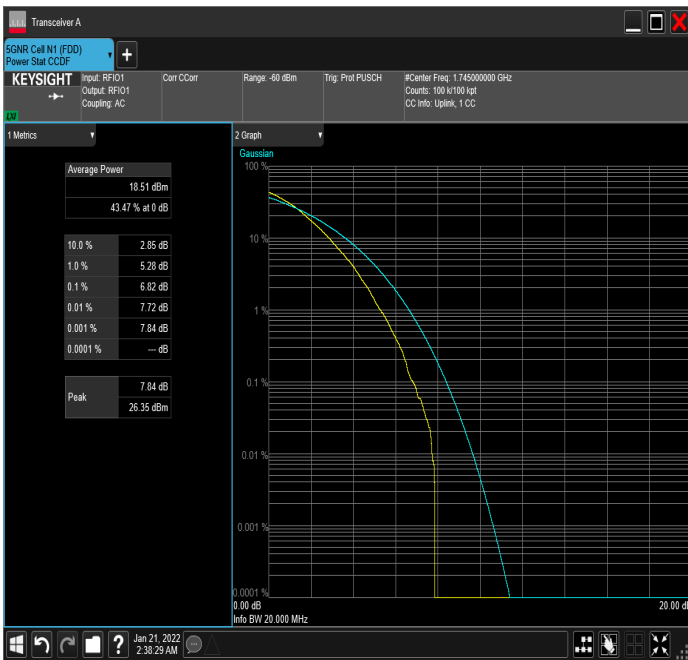 Transceiver A
5GNR Cell N1 (FDD)
Power Stat CCDF
KEYSIGHT
LXI
Input: RFIO1
Output: RFIO1
Coupling: AC
Corr CCorr
Range: -60 dBm
Trig: Prot PUSCH
#Center Freq: 1.745000000 GHz
Counts: 100 k/100 kpt
CC Info: Uplink, 1 CC
1 Metrics
Average Power
18.51 dBm
43.47 % at 0 dB
10.0 % 2.85 dB
1.0 % 5.28 dB
0.1 % 6.82 dB
0.01 % 7.72 dB
0.001 % 7.84 dB
0.0001 % --- dB
Peak
7.84 dB
26.35 dBm
2 Graph
Gaussian
100 %
10 %
1 %
0.1 %
0.01 %
0.001 %
0.0001 %
0.00 dB
20.00 dB
Info BW 20.000 MHz
?
Jan 21, 2022
2:38:29 AM